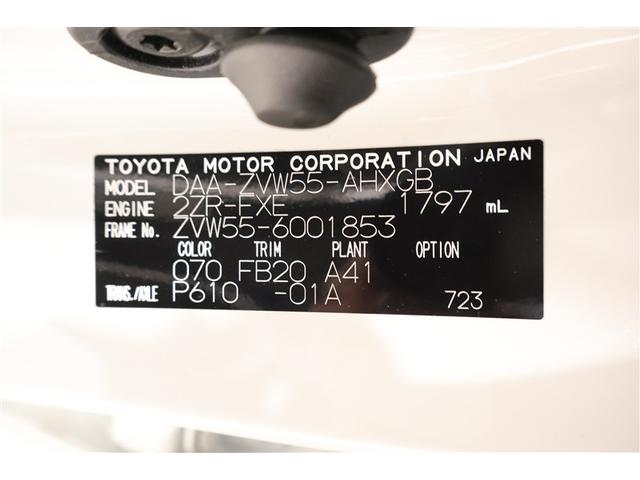 TOYOTA MOTOR CORPORATION JAPAN
MODEL DAA-ZVW55-AHXGB
ENGINE 2ZR-FXE 1797 mL
FRAME No. ZVW55-6001853
COLOR TRIM PLANT OPTION
070 FB20 A41
TRANS./AXLE P610 -01A 723